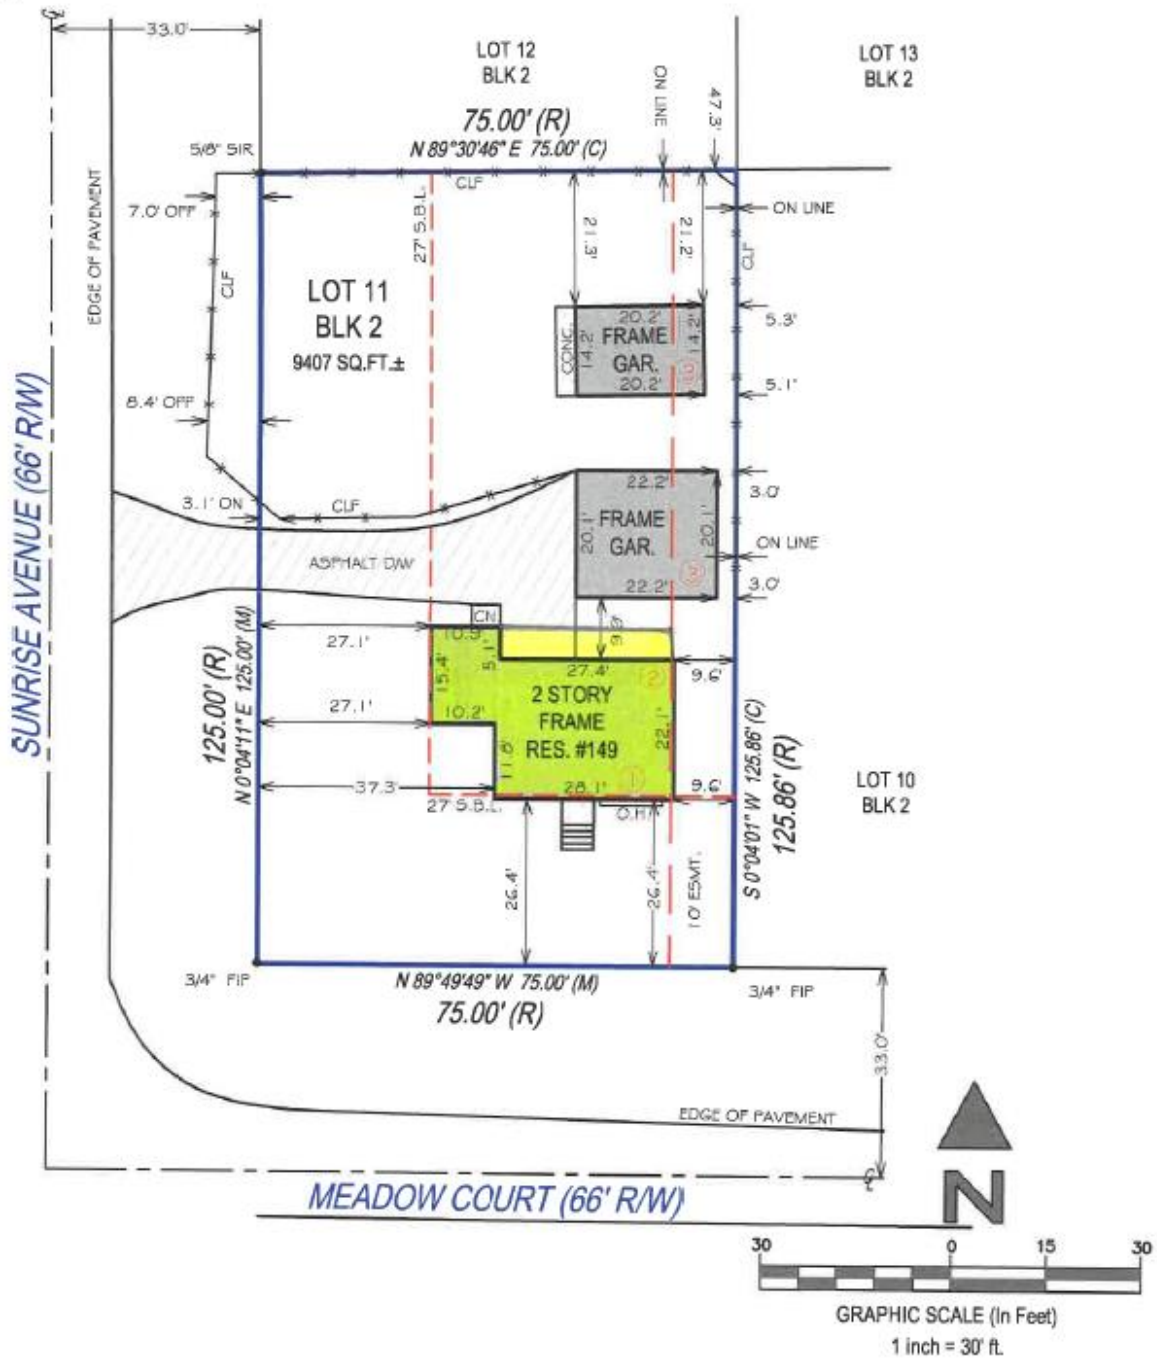 33.0'
LOT 12
BLK 2
LOT 13
BLK 2
ON LINE
47.3'
75.00' (R)
N 89°30'46" E 75.00' (C)
5/8" SIR
CLF
EDGE OF PAVEMENT
7.0' OFF
27' S.B.L.
ON LINE
CLF
CLF
21.3'
21.2'
LOT 11
BLK 2
9407 SQ.FT.±
CONC.
20.2'
14.2'
FRAME
GAR.
14.2'
20.2'
5.3'
5.1'
8.4' OFF
SUNRISE AVENUE (66' R/W)
3.1' ON
CLF
22.2'
20.1'
FRAME
GAR.
20.1'
22.2'
3.0'
ON LINE
3.0'
ASPHALT D/W
CN
27.1'
10.9'
5.1'
27.4'
2
9.6'
15.4'
2 STORY
FRAME
RES. #149
22.1'
27.1'
10.2'
11.8'
37.3'
28.1'
1
9.6'
27' S.B.L.
O.H.
125.00' (R)
N 0°04'11" E 125.00' (M)
S 0°04'01" W 125.86' (C)
125.86' (R)
LOT 10
BLK 2
26.4'
26.4'
10' ESMT.
3/4" FIP
N 89°49'49" W 75.00' (M)
75.00' (R)
3/4" FIP
33.0'
EDGE OF PAVEMENT
MEADOW COURT (66' R/W)
N
30 0 15 30
GRAPHIC SCALE (In Feet)
1 inch = 30' ft.